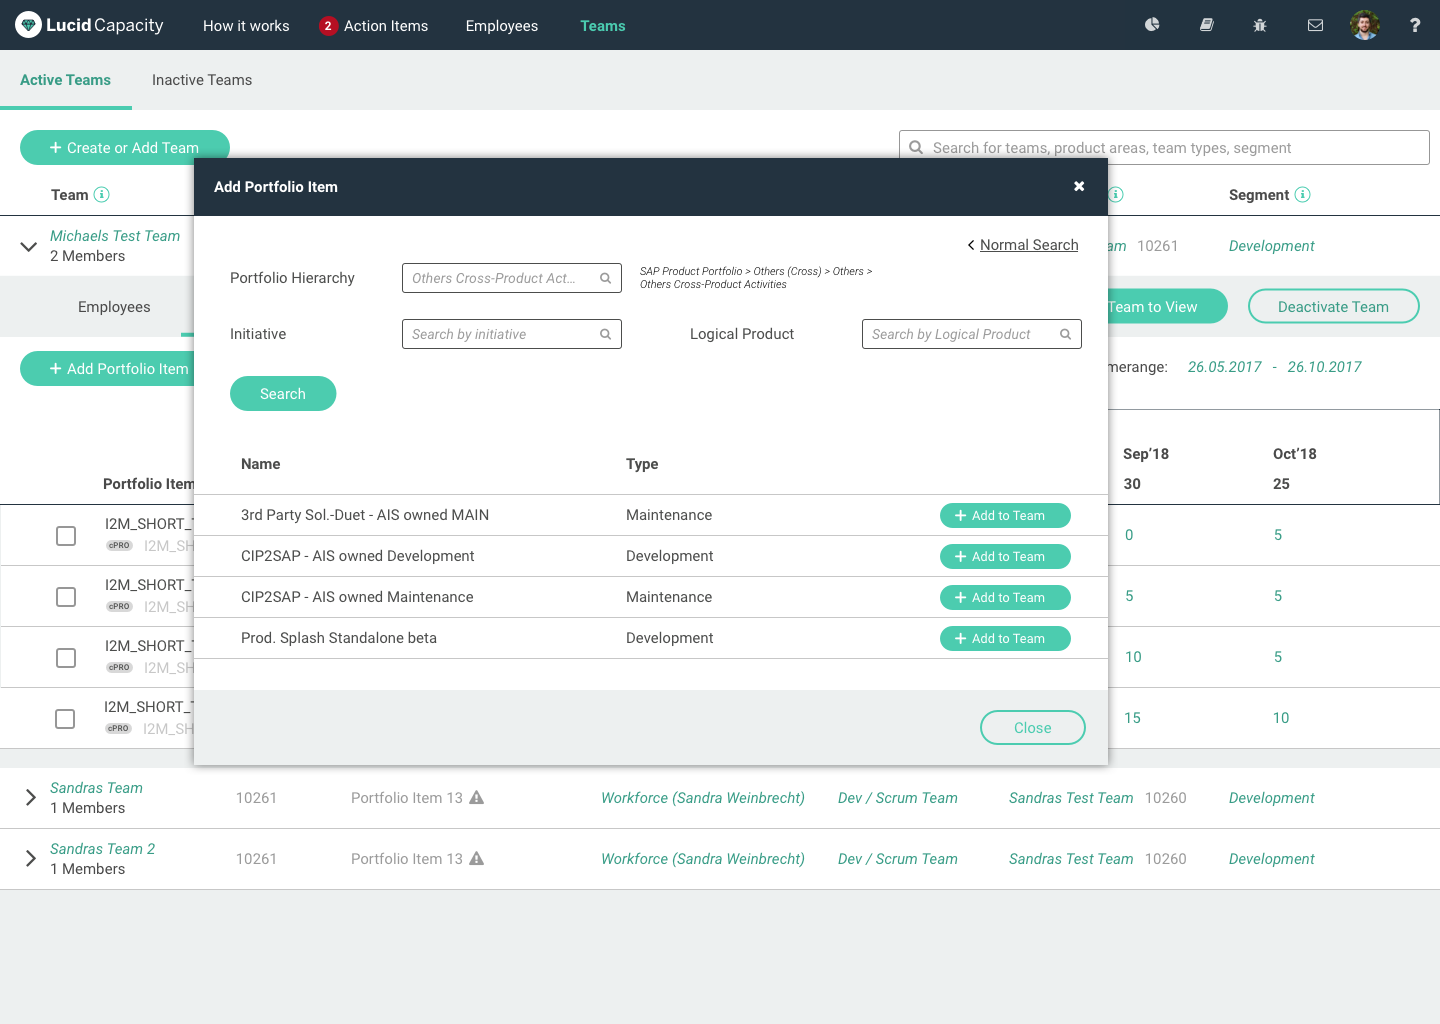 LucidCapacity How it works 2 Action Items Employees Teams ?
Active Teams Inactive Teams
+ Create or Add Team Search for teams, product areas, team types, segment
Team i i Segment i
Michaels Test Team
2 Members
am 10261 Development
Employees Team to View Deactivate Team
+ Add Portfolio Item merange: 26.05.2017 - 26.10.2017
Sep’18 Oct’18
Portfolio Item 30 25
I2M_SHORT_
cPRO I2M_SH
0 5
I2M_SHORT_
cPRO I2M_SH
5 5
I2M_SHORT_
cPRO I2M_SH
10 5
I2M_SHORT_
cPRO I2M_SH
15 10
Add Portfolio Item
Normal Search
Portfolio Hierarchy Others Cross-Product Act...
SAP Product Portfolio > Others (Cross) > Others >
Others Cross-Product Activities
Initiative Search by initiative Logical Product Search by Logical Product
Search
Name Type
3rd Party Sol.-Duet - AIS owned MAIN Maintenance + Add to Team
CIP2SAP - AIS owned Development Development + Add to Team
CIP2SAP - AIS owned Maintenance Maintenance + Add to Team
Prod. Splash Standalone beta Development + Add to Team
Close
Sandras Team
1 Members
10261 Portfolio Item 13 Workforce (Sandra Weinbrecht) Dev / Scrum Team Sandras Test Team 10260 Development
Sandras Team 2
1 Members
10261 Portfolio Item 13 Workforce (Sandra Weinbrecht) Dev / Scrum Team Sandras Test Team 10260 Development